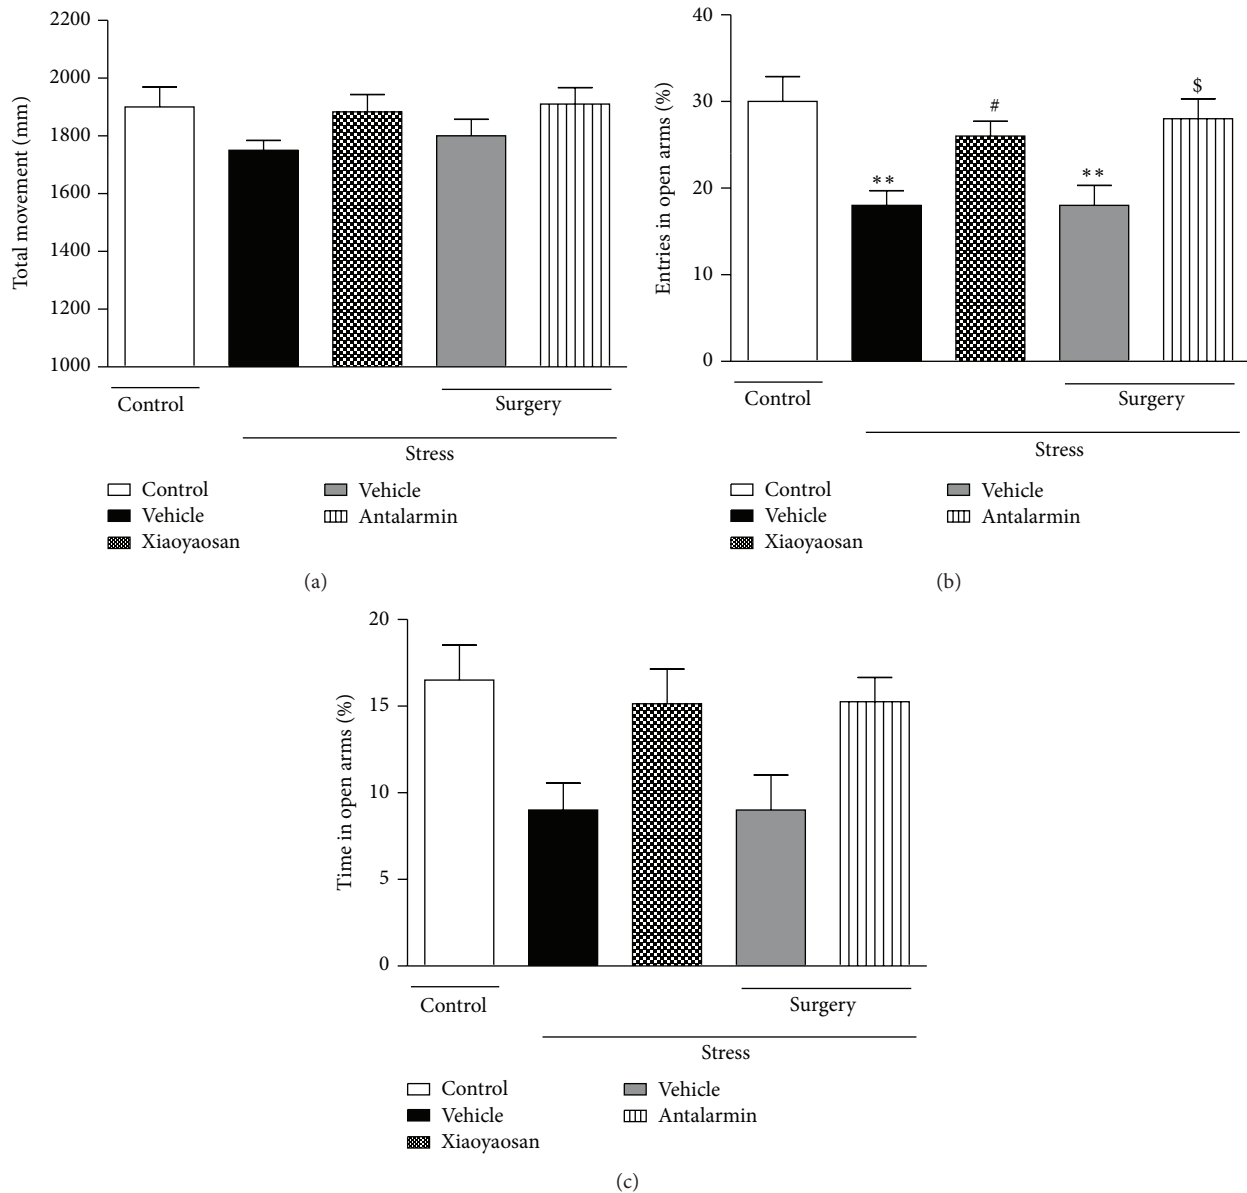 2200
2000
1800
1600
1400
1200
1000
Total movement (mm)
Control
Surgery
Stress
Control
Vehicle
Vehicle
Antalarmin
Xiaoyaosan
(a)
40
30
20
10
0
Entries in open arms (%)
**
#
**
$
Control
Surgery
Stress
Control
Vehicle
Vehicle
Antalarmin
Xiaoyaosan
(b)
20
15
10
5
0
Time in open arms (%)
Control
Surgery
Stress
Control
Vehicle
Vehicle
Antalarmin
Xiaoyaosan
(c)